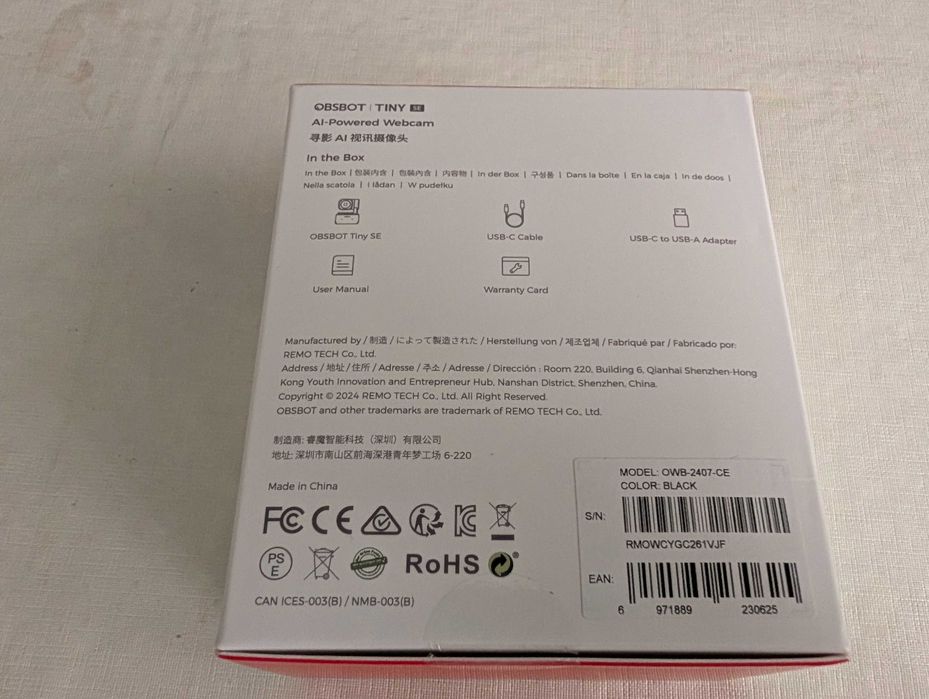 OBSBOT | TINY SE
AI-Powered Webcam
寻影 AI 视讯摄像头
In the Box
In the Box | 包装内含 | 包裝內含 | 内容物 | In der Box | 구성품 | Dans la boîte | En la caja | In de doos |
Nella scatola | I lådan | W pudełku
OBSBOT Tiny SE
USB-C Cable
USB-C to USB-A Adapter
User Manual
Warranty Card
Manufactured by / 制造 / によって製造された / Herstellung von / 제조업체 / Fabriqué par / Fabricado por:
REMO TECH Co., Ltd.
Address / 地址 / 住所 / Adresse / 주소 / Adresse / Dirección : Room 220, Building 6, Qianhai Shenzhen-Hong
Kong Youth Innovation and Entrepreneur Hub, Nanshan District, Shenzhen, China.
Copyright © 2024 REMO TECH Co., Ltd. All Right Reserved.
OBSBOT and other trademarks are trademark of REMO TECH Co., Ltd.
制造商: 睿魔智能科技（深圳）有限公司
地址: 深圳市南山区前海深港青年梦工场 6-220
Made in China
FC CE
PS E
RoHS ®
CAN ICES-003(B) / NMB-003(B)
MODEL: OWB-2407-CE
COLOR: BLACK
S/N:
RMOWCYGC261VJF
EAN:
6 971889 230625